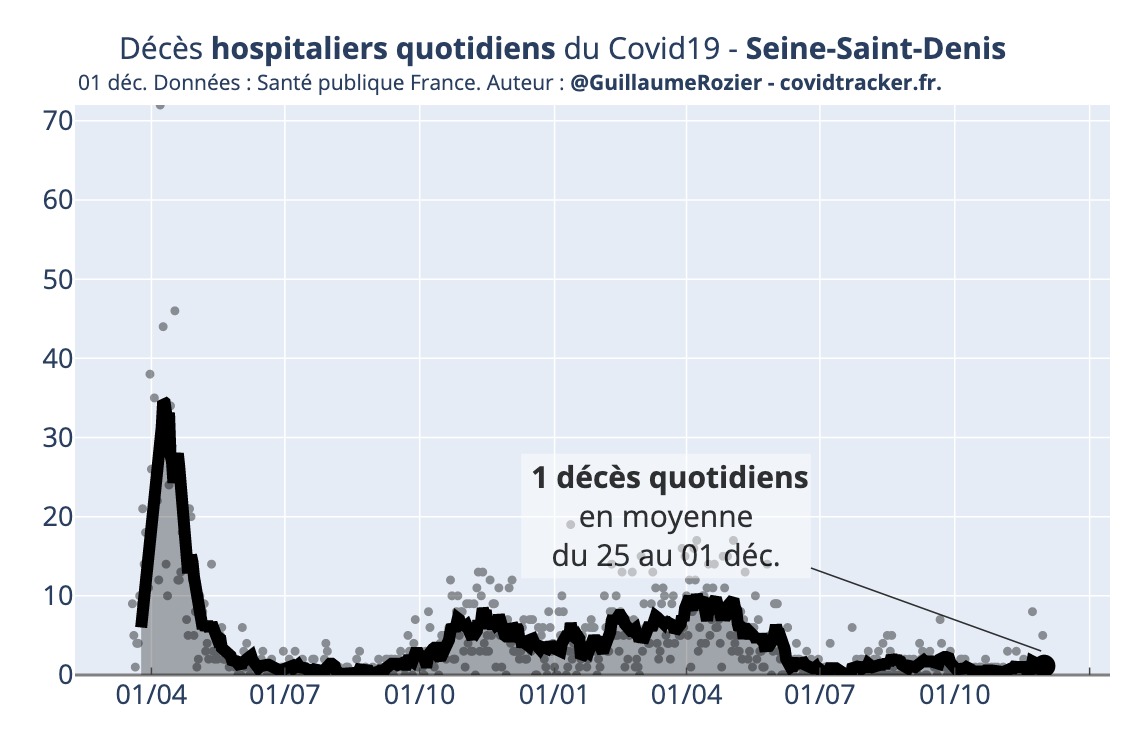 Décès hospitaliers quotidiens du Covid19 - Seine-Saint-Denis
01 déc. Données : Santé publique France. Auteur : @GuillaumeRozier - covidtracker.fr.
70
60
50
40
30
20
10
0
1 décès quotidiens
en moyenne
du 25 au 01 déc.
01/04 01/07 01/10 01/01 01/04 01/07 01/10